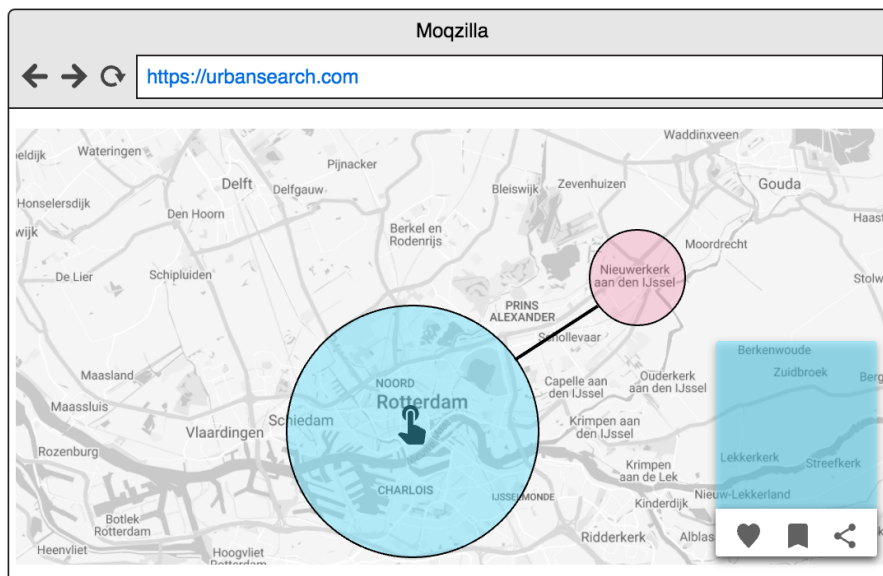 Moqzilla
https://urbansearch.com
Waddinxveen
eldijk
Wateringen
Pijnacker
Delft
Delfgauw
Bleiswijk
Zevenhuizen
Gouda
Honselersdijk
Den Hoorn
wijk
Berkel en
Rodenrijs
Haast
Moordrecht
De Lier
Schipluiden
Nieuwerkerk
aan den IJssel
Stolw
PRINS
ALEXANDER
Schollevaar
Berkenwoude
Maasland
NOORD
Capelle aan
den IJssel
Ouderkerk
aan den IJssel
Zuidbroek
Berg
Maassluis
Rotterdam
Schiedam
Vlaardingen
Krimpen aan
den IJssel
Rozenburg
Krimpen
aan de Lek
Lekkerkerk
Streefkerk
CHARLOIS
IJSSELMONDE
Nieuw-Lekkerland
Kinderdijk
Botlek
Rotterdam
Ridderkerk
Alblas
Heenvliet
Hoogvliet
Rotterdam